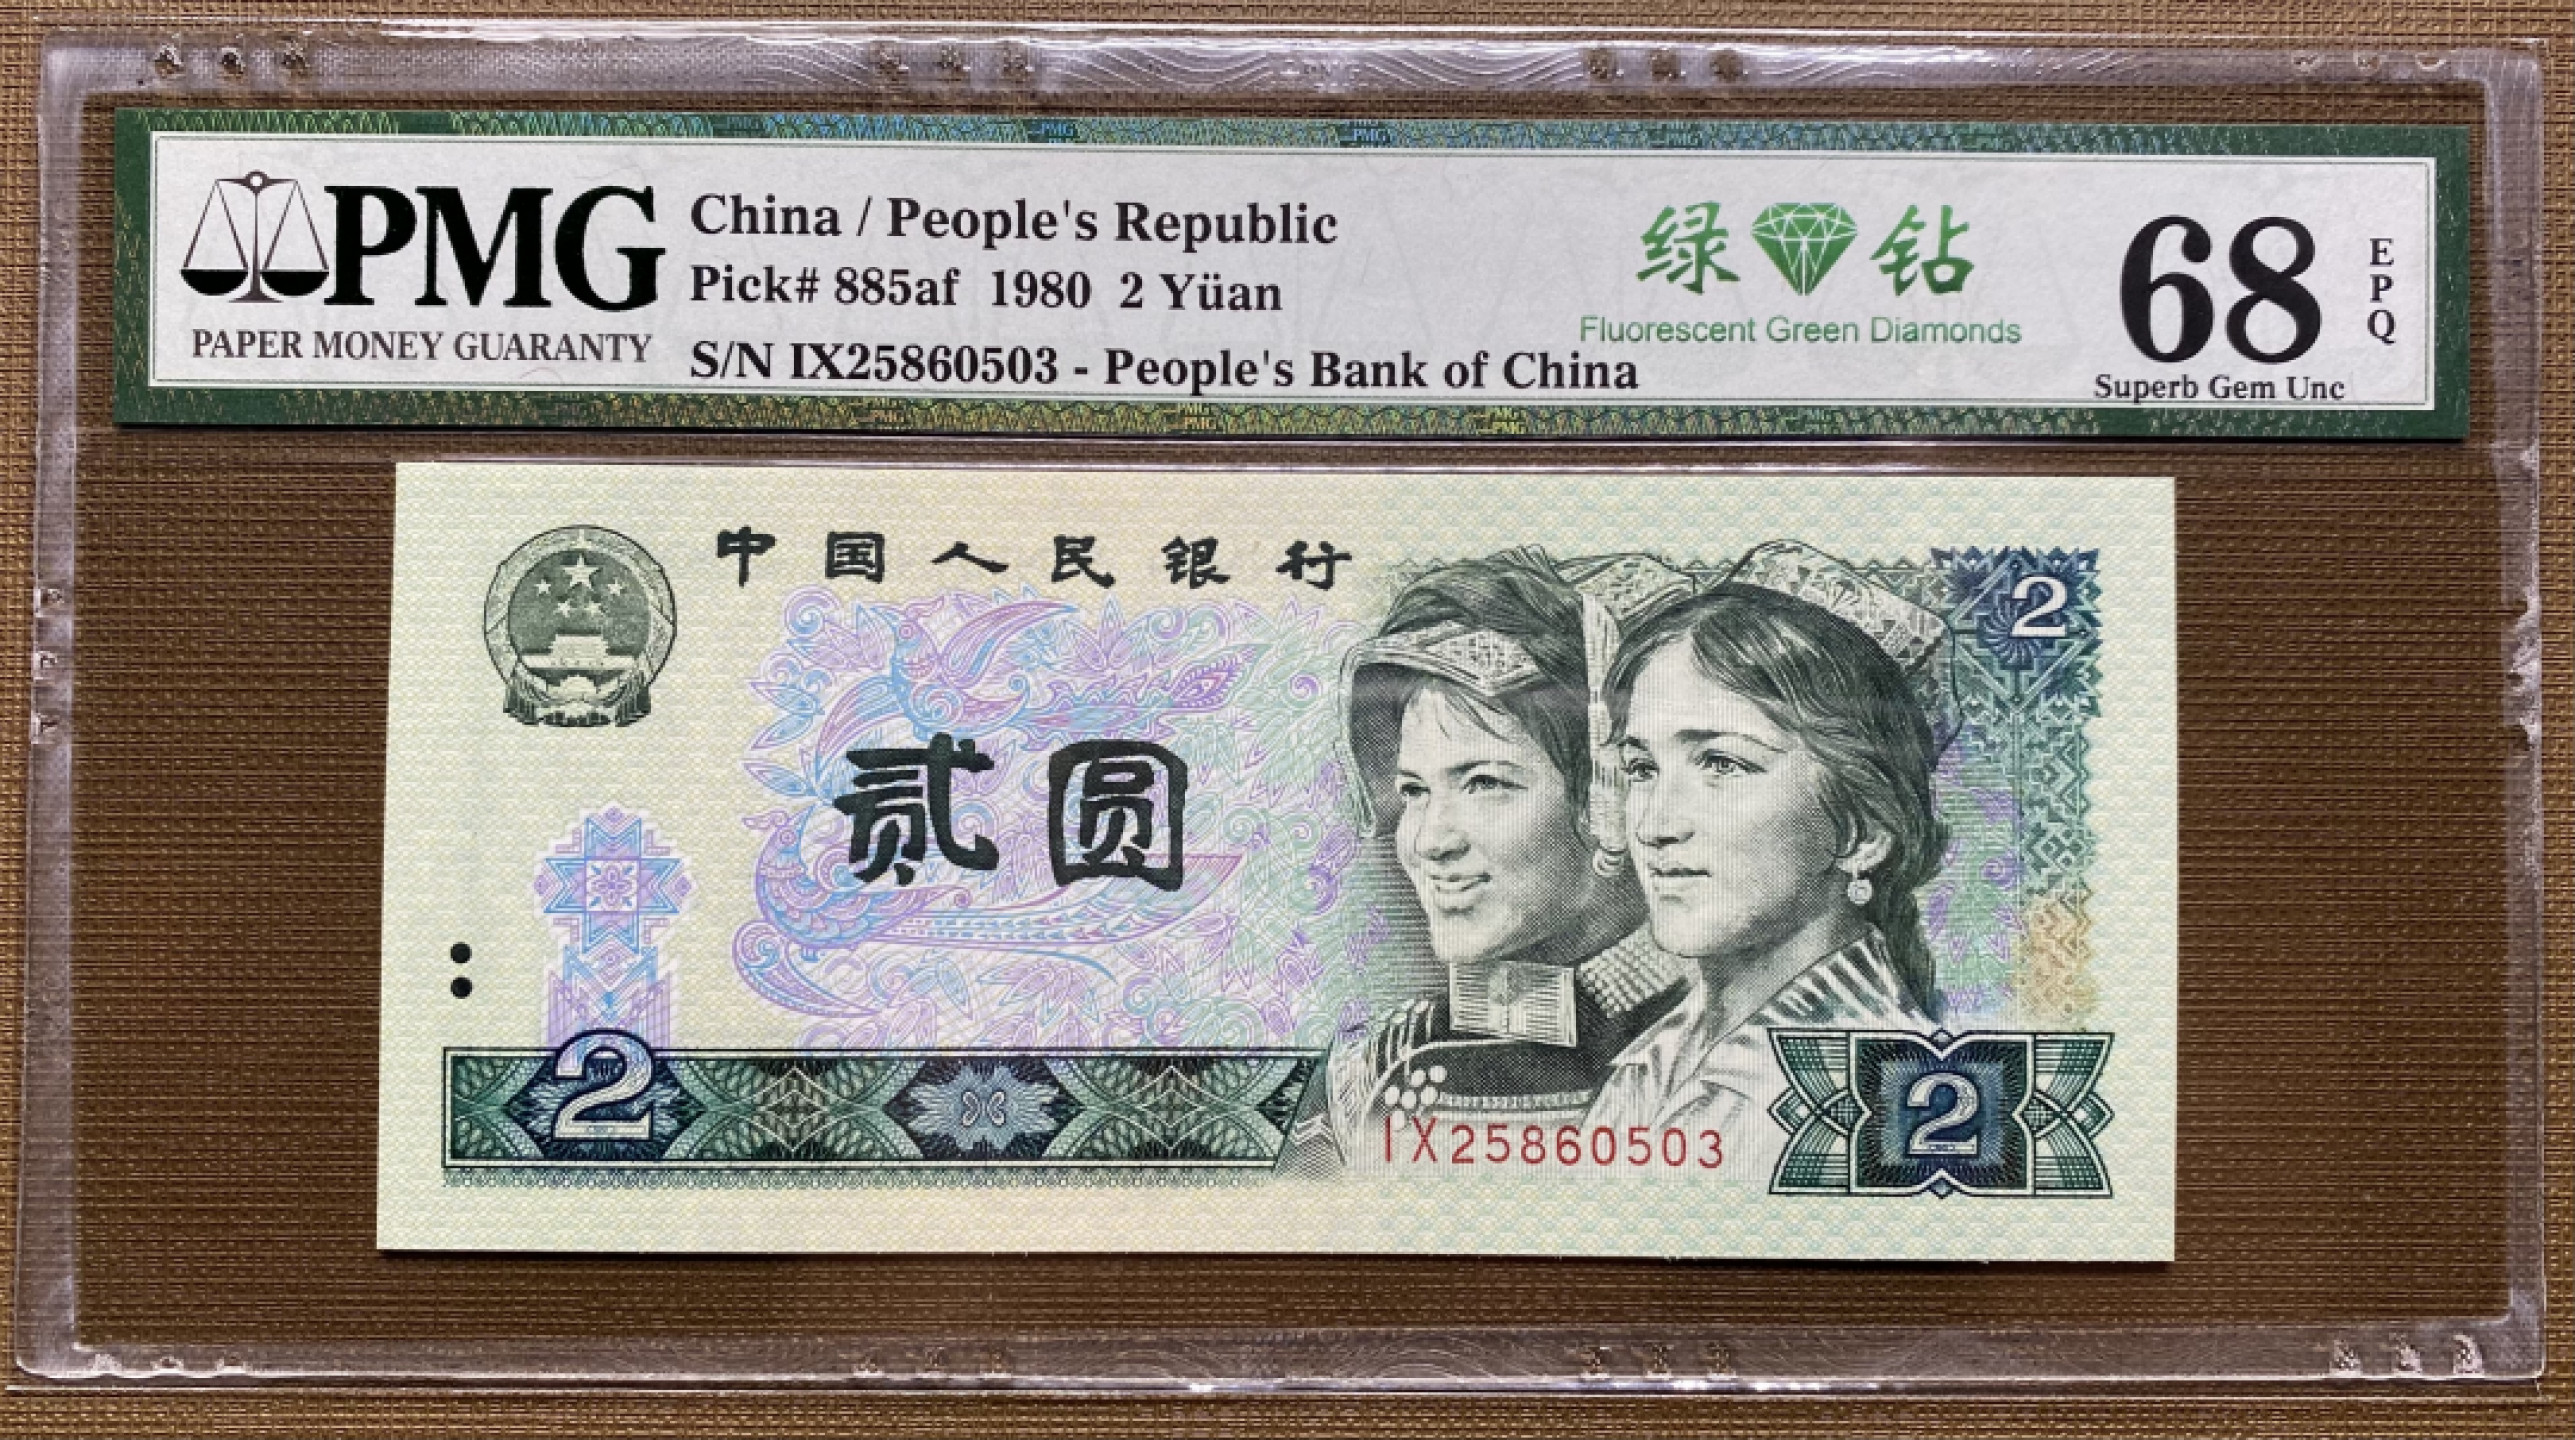 PMG
PAPER MONEY GUARANTY
China / People's Republic
Pick# 885af 1980 2 Yüan
S/N IX25860503 - People's Bank of China
绿 钻
Fluorescent Green Diamonds
68
EPQ
Superb Gem Unc
中国人民银行
2
贰圆
2
IX25860503
2